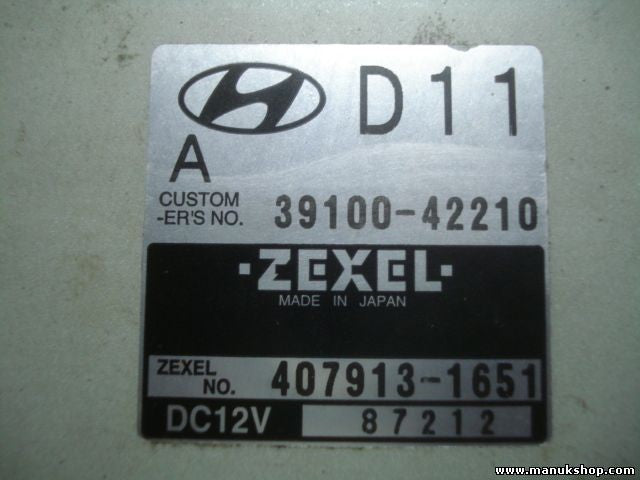 D11
A
CUSTOM
-ER'S NO. 39100-42210
·ZEXEL·
MADE IN JAPAN
ZEXEL
NO. 407913-1651
DC12V 87212
www.manukshop.com